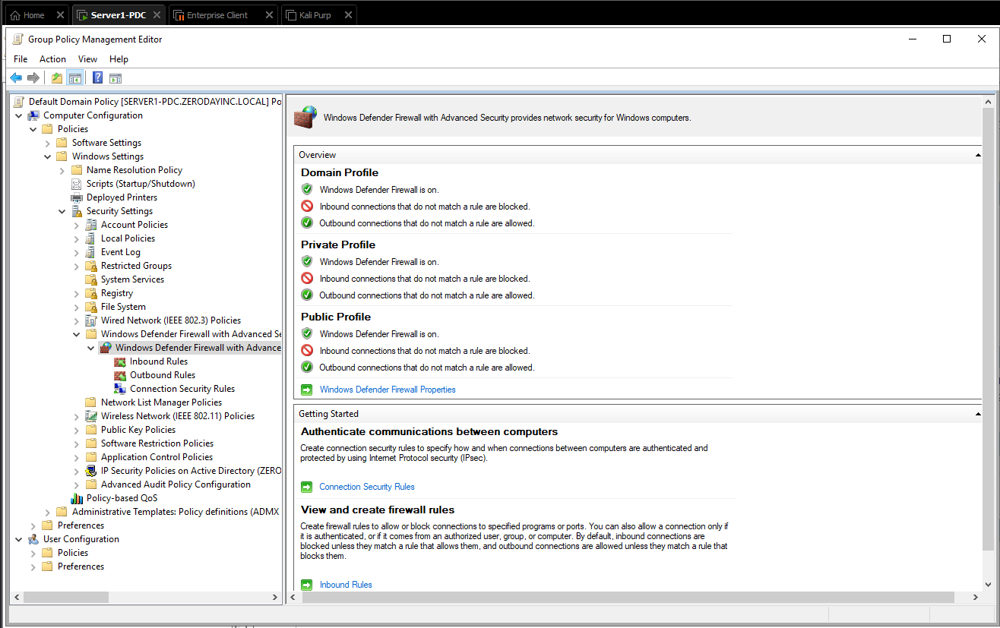 Home
Server1-PDC
Enterprise Client
Kali Purp
Group Policy Management Editor
File Action View Help
Default Domain Policy [SERVER1-PDC.ZERODAYINC.LOCAL] Po
Computer Configuration
Policies
Software Settings
Windows Settings
Name Resolution Policy
Scripts (Startup/Shutdown)
Deployed Printers
Security Settings
Account Policies
Local Policies
Event Log
Restricted Groups
System Services
Registry
File System
Wired Network (IEEE 802.3) Policies
Windows Defender Firewall with Advanced Se
Windows Defender Firewall with Advance
Inbound Rules
Outbound Rules
Connection Security Rules
Network List Manager Policies
Wireless Network (IEEE 802.11) Policies
Public Key Policies
Software Restriction Policies
Application Control Policies
IP Security Policies on Active Directory (ZERO
Advanced Audit Policy Configuration
Policy-based QoS
Administrative Templates: Policy definitions (ADMX
Preferences
User Configuration
Policies
Preferences
Windows Defender Firewall with Advanced Security provides network security for Windows computers.
Overview
Domain Profile
Windows Defender Firewall is on.
Inbound connections that do not match a rule are blocked.
Outbound connections that do not match a rule are allowed.
Private Profile
Windows Defender Firewall is on.
Inbound connections that do not match a rule are blocked.
Outbound connections that do not match a rule are allowed.
Public Profile
Windows Defender Firewall is on.
Inbound connections that do not match a rule are blocked.
Outbound connections that do not match a rule are allowed.
Windows Defender Firewall Properties
Getting Started
Authenticate communications between computers
Create connection security rules to specify how and when connections between computers are authenticated and
protected by using Internet Protocol security (IPsec).
Connection Security Rules
View and create firewall rules
Create firewall rules to allow or block connections to specified programs or ports. You can also allow a connection only if
it is authenticated, or if it comes from an authorized user, group, or computer. By default, inbound connections are
blocked unless they match a rule that allows them, and outbound connections are allowed unless they match a rule that
blocks them.
Inbound Rules